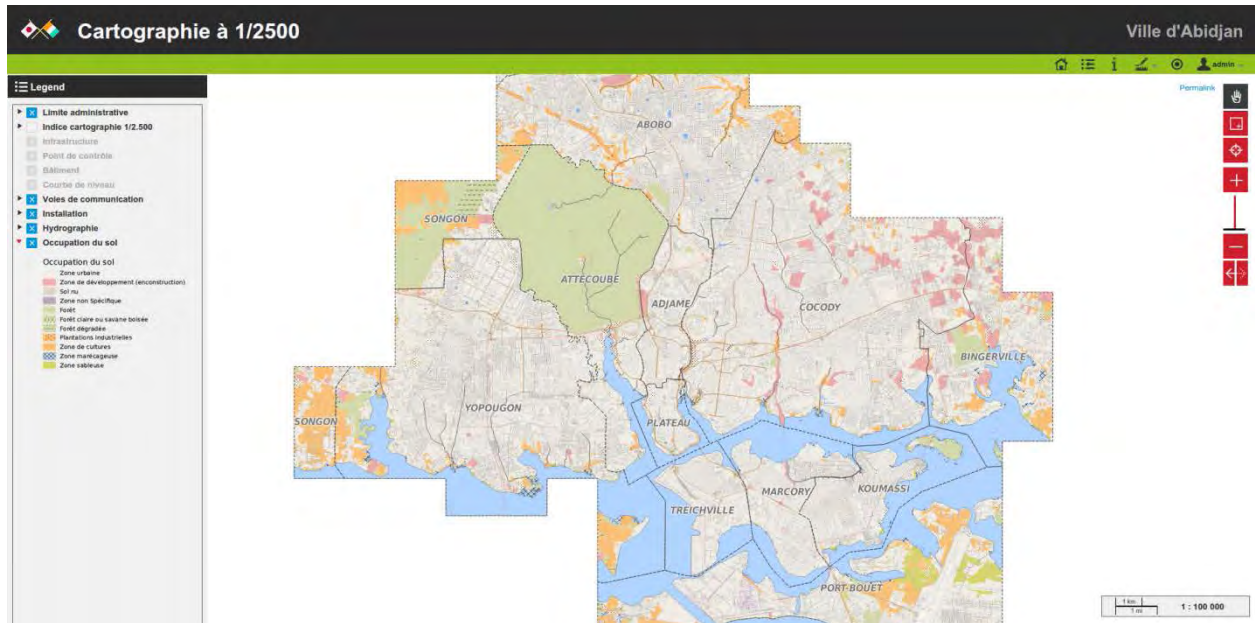 Cartographie à 1/2500
Ville d'Abidjan
admin
Legend
Permalink
Limite administrative
Indice cartographie 1/2.500
Infrastructure
Point de contrôle
Bâtiment
Courbe de niveau
Voies de communication
Installation
Hydrographie
Occupation du sol
Occupation du sol
Zone urbaine
Zone de développement (enconstruction)
Sol nu
Zone non Spécifique
Forêt
Forêt claire ou savane boisée
Forêt dégradée
Plantations industrielles
Zone de cultures
Zone marécageuse
Zone sableuse
ABOBO
SONGON
ATTECOUBE
ADJAME
COCODY
BINGERVILLE
YOPOUGON
SONGON
PLATEAU
MARCORY
KOUMASSI
TREICHVILLE
PORT-BOUET
1 km
1 mi
1 : 100 000